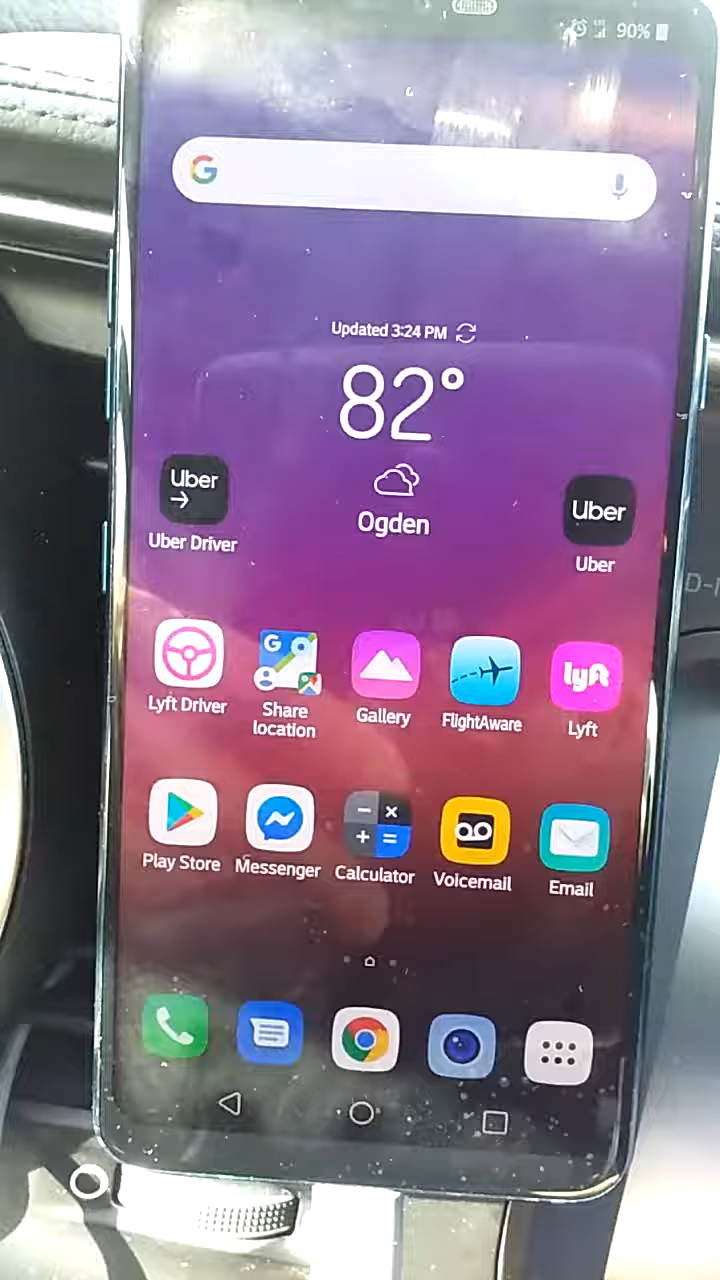 90%
G
Updated 3:24 PM
82°
Uber
Uber Driver
Ogden
Uber
Uber
Lyft Driver
G
Share
location
Gallery
FlightAware
lyft
Lyft
Play Store
Messenger
Calculator
Voicemail
Email